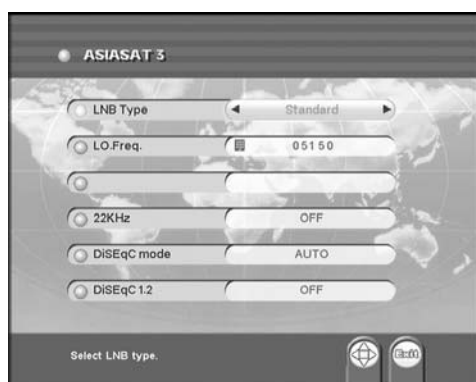 ASIASAT 3
LNB Type Standard
LO.Freq. 05150
22KHz OFF
DiSEqC mode AUTO
DiSEqC 1.2 OFF
Select LNB type. Exit